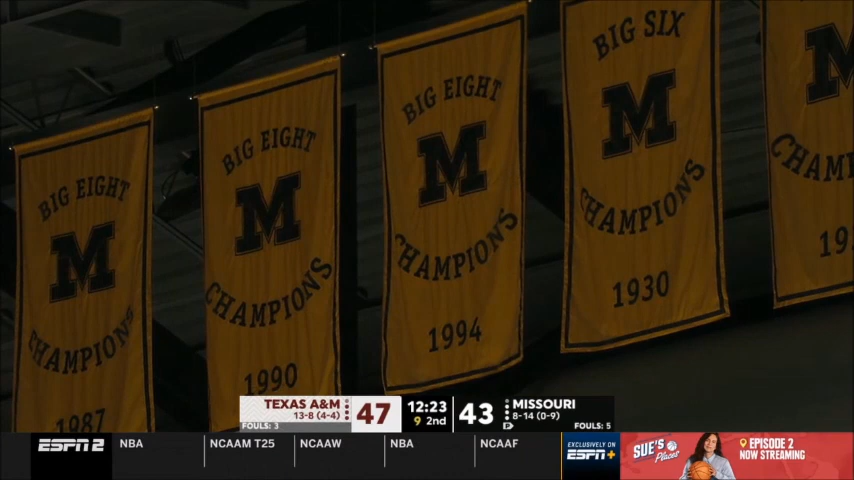 BIG EIGHT
M
CHAMPIONS
1987
BIG EIGHT
M
CHAMPIONS
1990
BIG EIGHT
M
CHAMPIONS
1994
BIG SIX
M
CHAMPIONS
1930
M
TEXAS A&M
13-8 (4-4)
FOULS: 3
47
12:23
9 2nd
43
MISSOURI
8-14 (0-9)
FOULS: 5
ESPN 2
NBA
NCAAM T25
NCAAW
NBA
NCAAF
EXCLUSIVELY ON
ESPN+
SUE'S
Places
EPISODE 2
NOW STREAMING